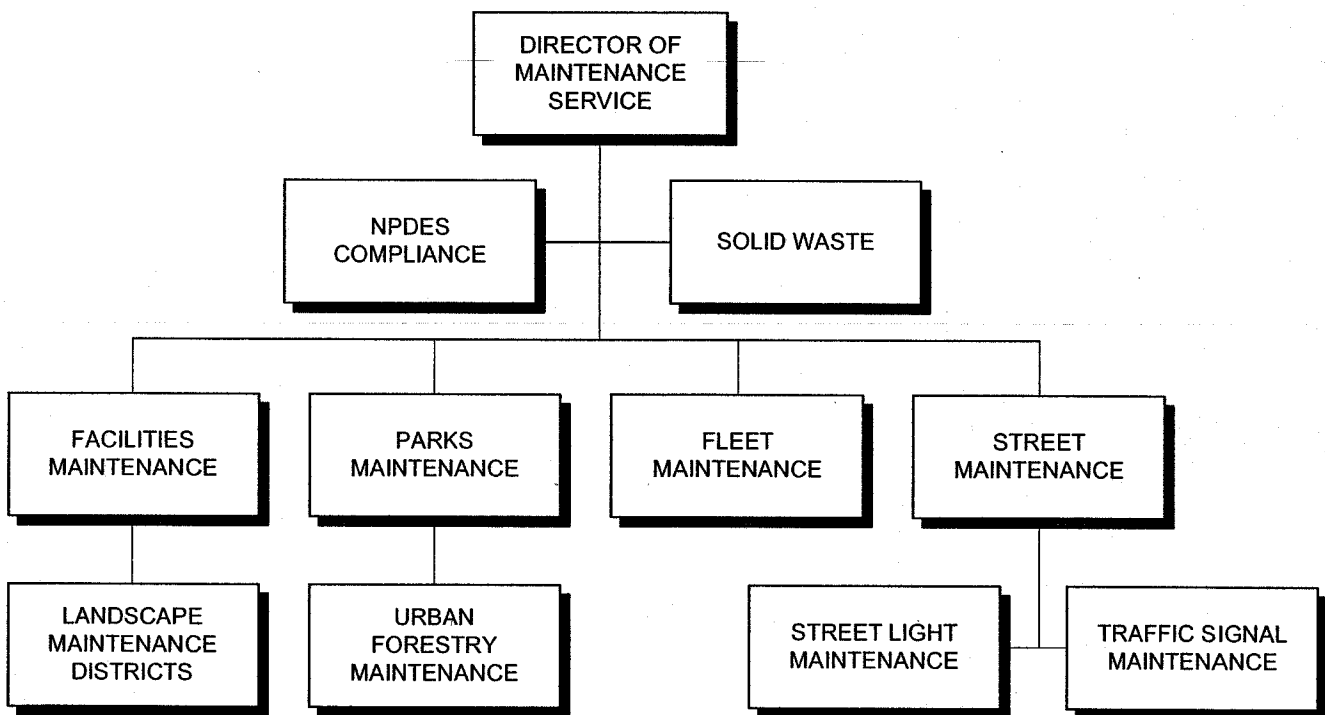 DIRECTOR OF
MAINTENANCE
SERVICE
NPDES
COMPLIANCE
SOLID WASTE
FACILITIES
MAINTENANCE
PARKS
MAINTENANCE
FLEET
MAINTENANCE
STREET
MAINTENANCE
LANDSCAPE
MAINTENANCE
DISTRICTS
URBAN
FORESTRY
MAINTENANCE
STREET LIGHT
MAINTENANCE
TRAFFIC SIGNAL
MAINTENANCE